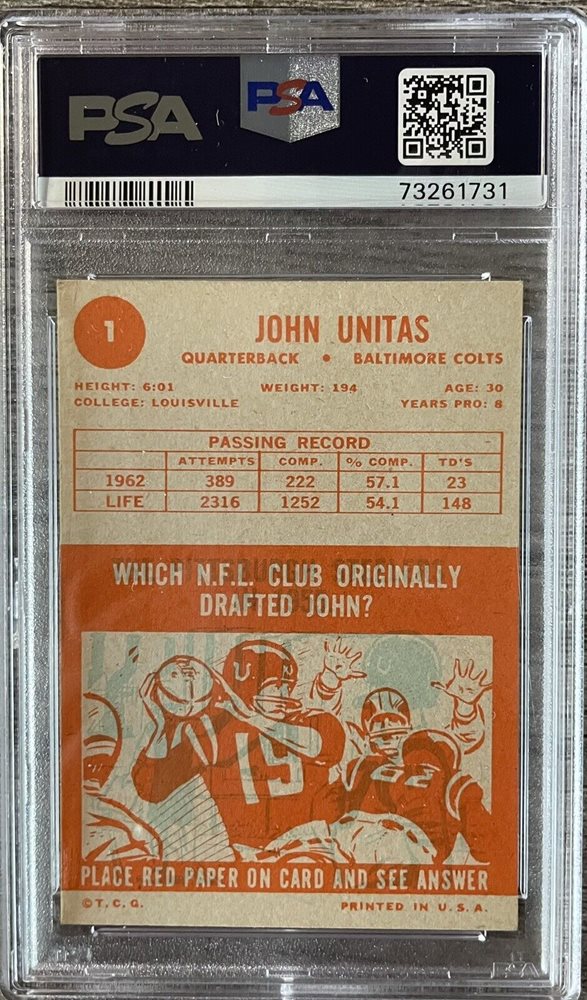 PSA
PSA
73261731
1
JOHN UNITAS
QUARTERBACK • BALTIMORE COLTS
HEIGHT: 6:01 WEIGHT: 194 AGE: 30
COLLEGE: LOUISVILLE YEARS PRO: 8
PASSING RECORD
ATTEMPTS COMP. % COMP. TD'S
1962 389 222 57.1 23
LIFE 2316 1252 54.1 148
WHICH N.F.L. CLUB ORIGINALLY
DRAFTED JOHN?
19
82
PLACE RED PAPER ON CARD AND SEE ANSWER
©T.C.G. PRINTED IN U.S.A.